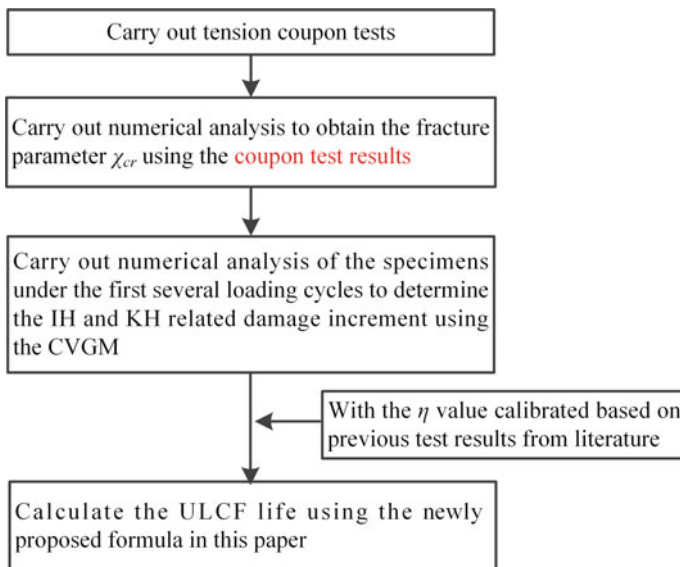 Carry out tension coupon tests
Carry out numerical analysis to obtain the fracture
parameter χcr using the coupon test results
Carry out numerical analysis of the specimens
under the first several loading cycles to determine
the IH and KH related damage increment using
the CVGM
With the η value calibrated based on
previous test results from literature
Calculate the ULCF life using the newly
proposed formula in this paper